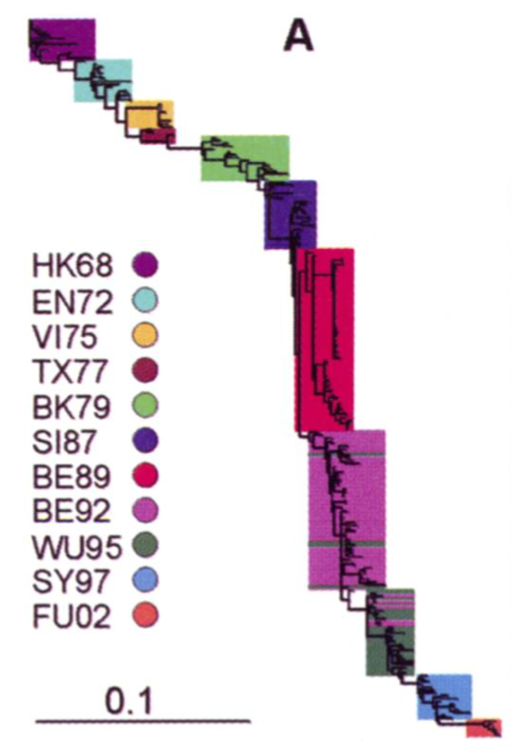 A
HK68
EN72
VI75
TX77
BK79
SI87
BE89
BE92
WU95
SY97
FU02
0.1